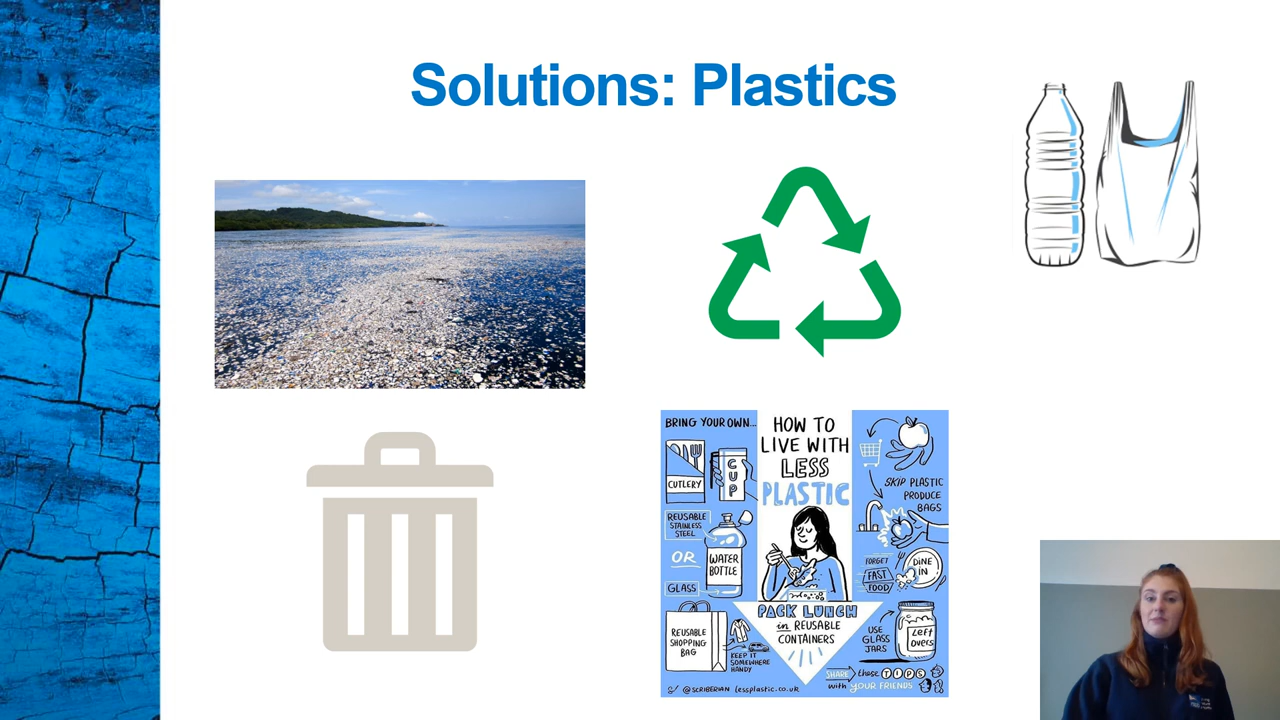 Solutions: Plastics
BRING YOUR OWN...
CUTLERY
CUP
REUSABLE
STAINLESS
STEEL
OR
GLASS
WATER
BOTTLE
REUSABLE
SHOPPING
BAG
KEEP IT
SOMEWHERE
HANDY
HOW TO
LIVE WITH
LESS
PLASTIC
PACK LUNCH
in REUSABLE
CONTAINERS
SKIP PLASTIC
PRODUCE
BAGS
FORGET
FAST
FOOD
DINE
IN
USE
GLASS
JARS
Left
overs
SHARE these TIPS
with YOUR FRIENDS
@SCRIBERIAN lessplastic.co.uk